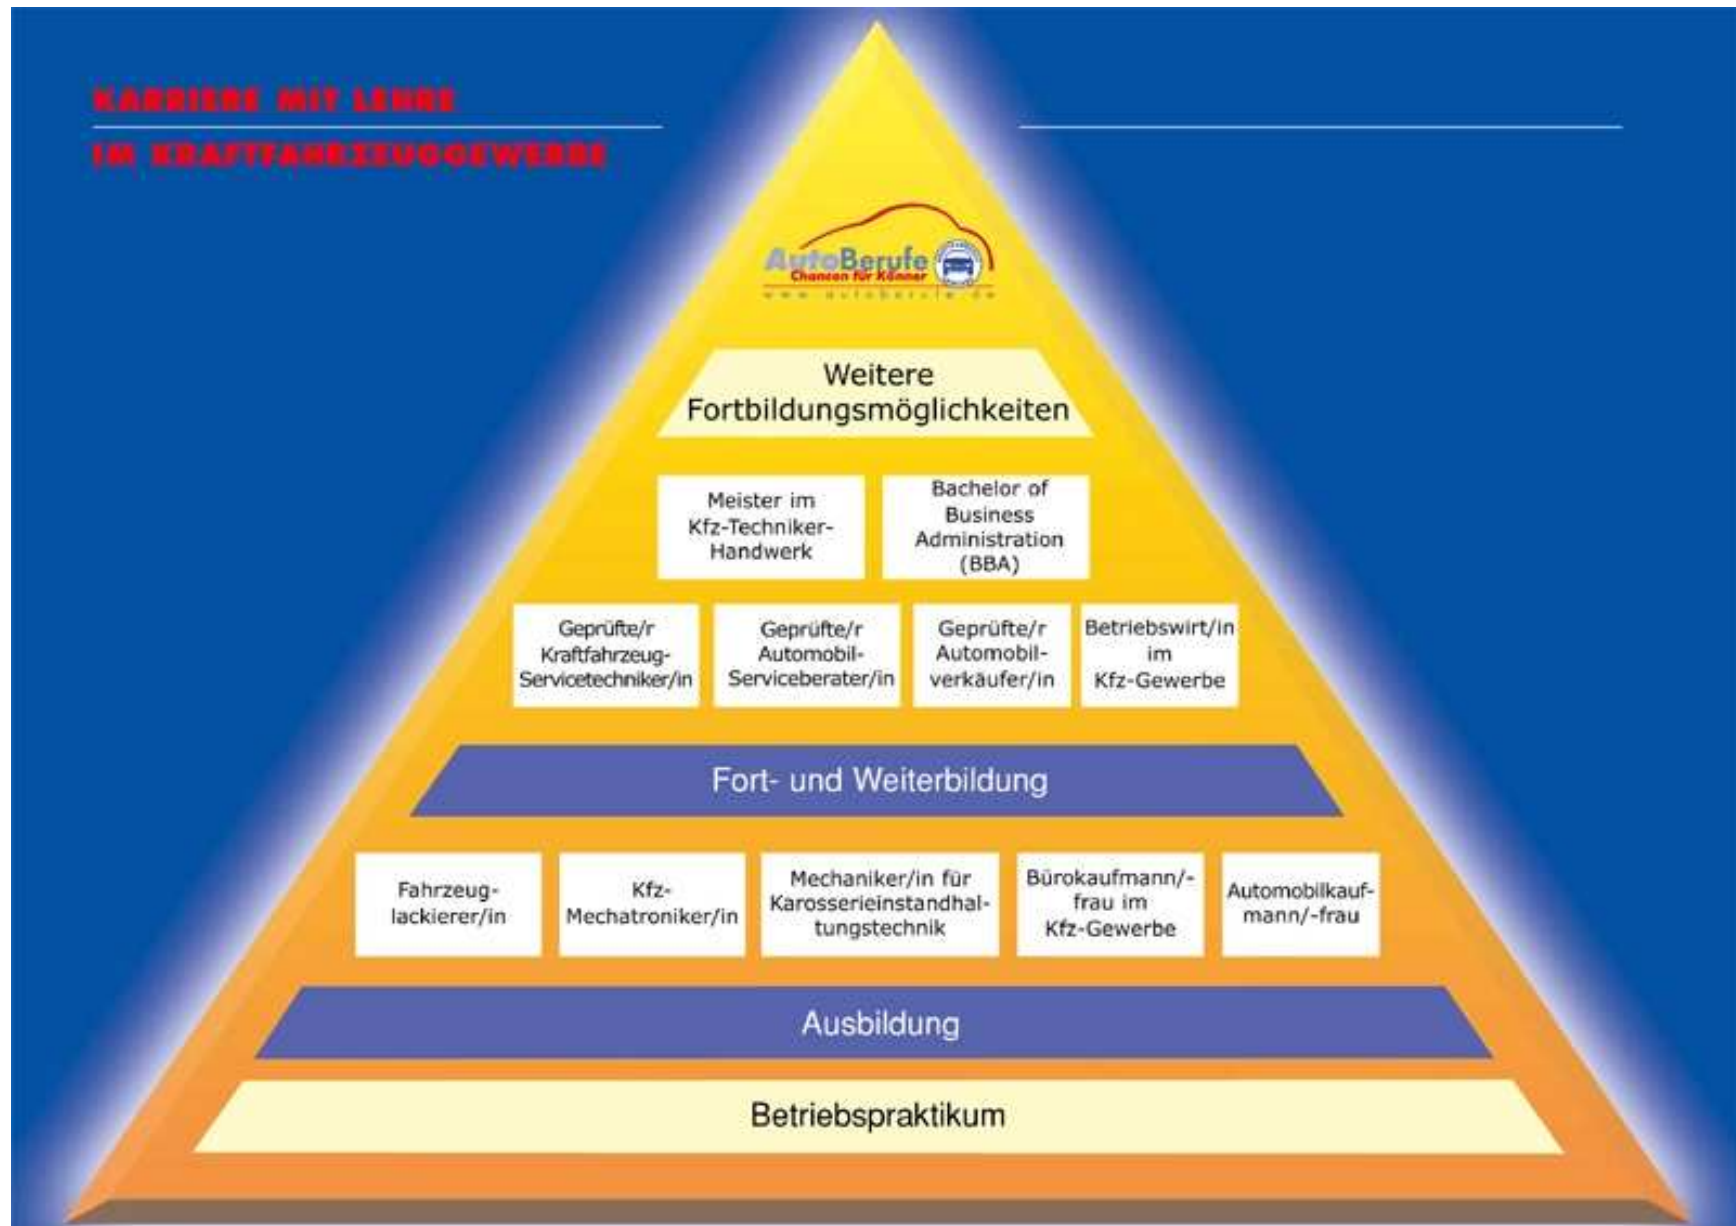 KARRIERE MIT LEHRE
IM KRAFTFAHRZEUGGEWERBE
AutoBerufe
Chancen für Könner
www.autoberufe.de
Weitere
Fortbildungsmöglichkeiten
Meister im
Kfz-Techniker-
Handwerk
Bachelor of
Business
Administration
(BBA)
Geprüfte/r
Kraftfahrzeug-
Servicetechniker/in
Geprüfte/r
Automobil-
Serviceberater/in
Geprüfte/r
Automobil-
verkäufer/in
Betriebswirt/in
im
Kfz-Gewerbe
Fort- und Weiterbildung
Fahrzeug-
lackierer/in
Kfz-
Mechatroniker/in
Mechaniker/in für
Karosserieinstandhal-
tungstechnik
Bürokaufmann/-
frau im
Kfz-Gewerbe
Automobilkauf-
mann/-frau
Ausbildung
Betriebspraktikum